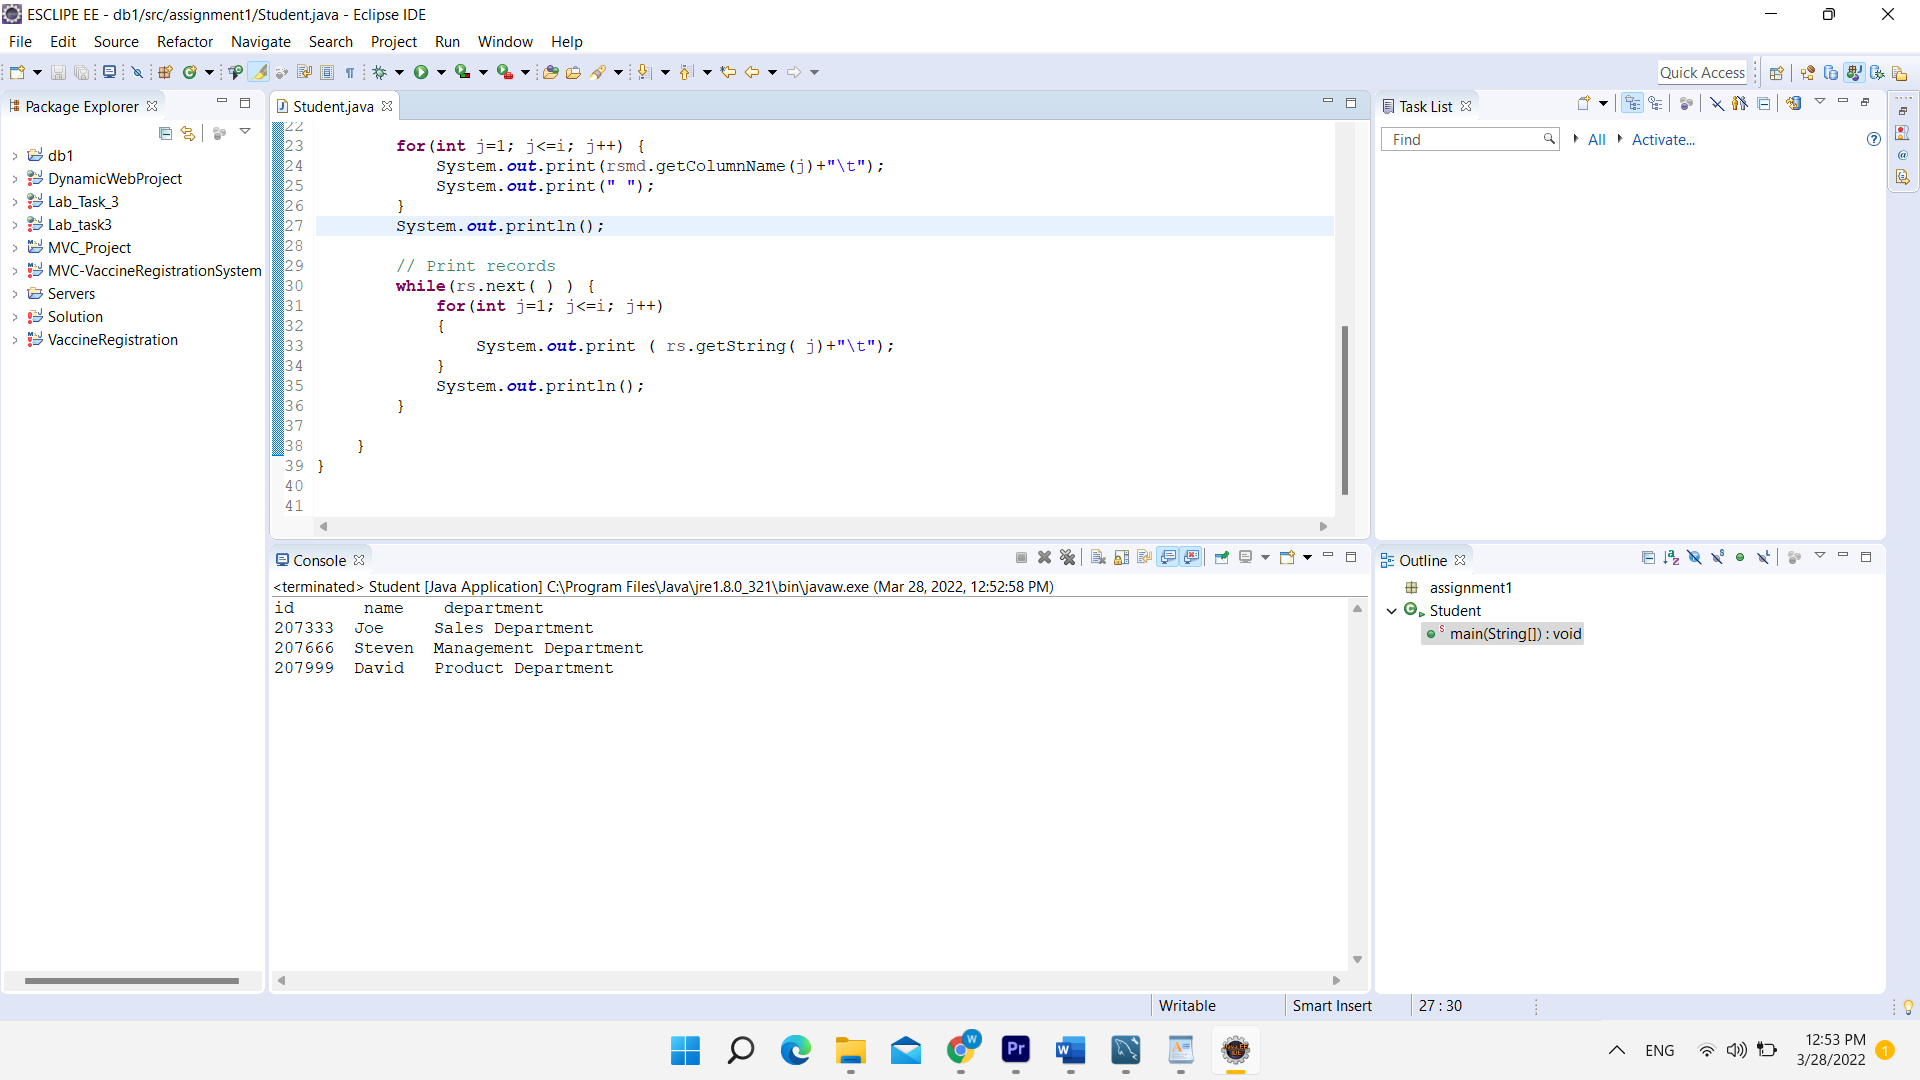 ESCLIPE EE - db1/src/assignment1/Student.java - Eclipse IDE
File Edit Source Refactor Navigate Search Project Run Window Help
Quick Access
Package Explorer
db1
DynamicWebProject
Lab_Task_3
Lab_task3
MVC_Project
MVC-VaccineRegistrationSystem
Servers
Solution
VaccineRegistration
Student.java
22
23 for(int j=1; j<=i; j++) {
24 System.out.print(rsmd.getColumnName(j)+"\t");
25 System.out.print(" ");
26 }
27 System.out.println();
28
29 // Print records
30 while(rs.next( ) ) {
31 for(int j=1; j<=i; j++)
32 {
33 System.out.print ( rs.getString( j)+"\t");
34 }
35 System.out.println();
36 }
37
38 }
39 }
40
41
Task List
Find
All Activate...
Console
<terminated> Student [Java Application] C:\Program Files\Java\jre1.8.0_321\bin\javaw.exe (Mar 28, 2022, 12:52:58 PM)
id name department
207333 Joe Sales Department
207666 Steven Management Department
207999 David Product Department
Outline
assignment1
Student
main(String[]) : void
Writable Smart Insert 27 : 30
W
Pr
W
ENG
12:53 PM
3/28/2022
1